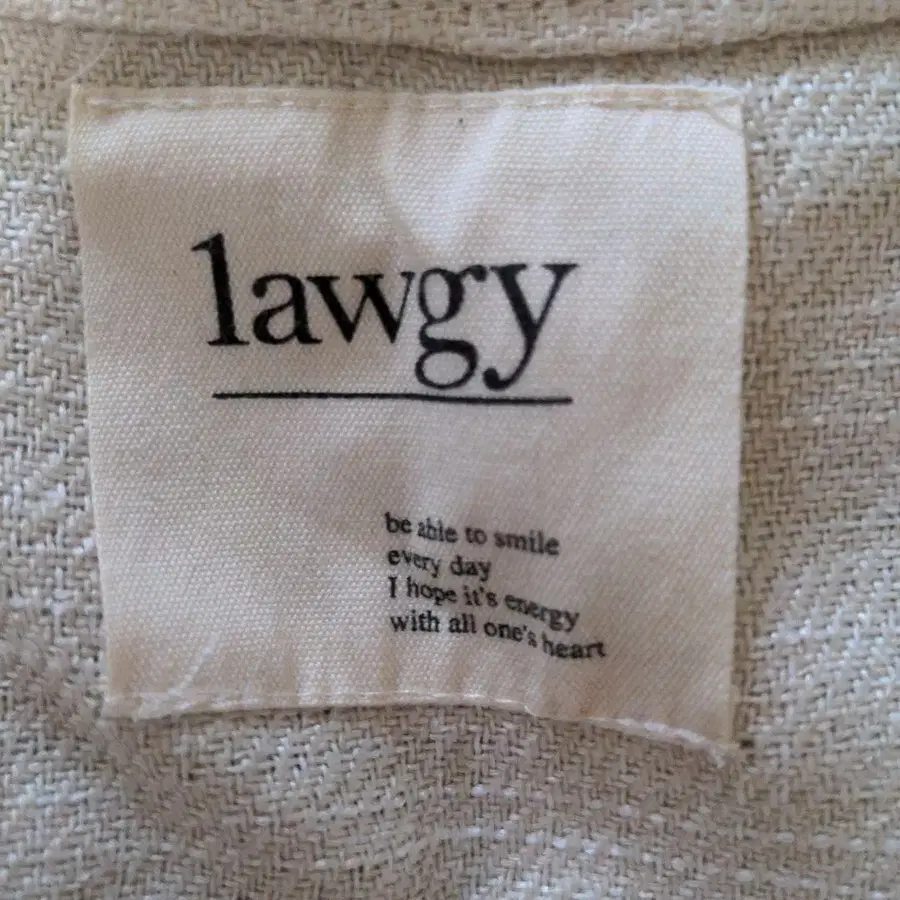 lawgy
be able to smile
every day
I hope it's energy
with all one's heart